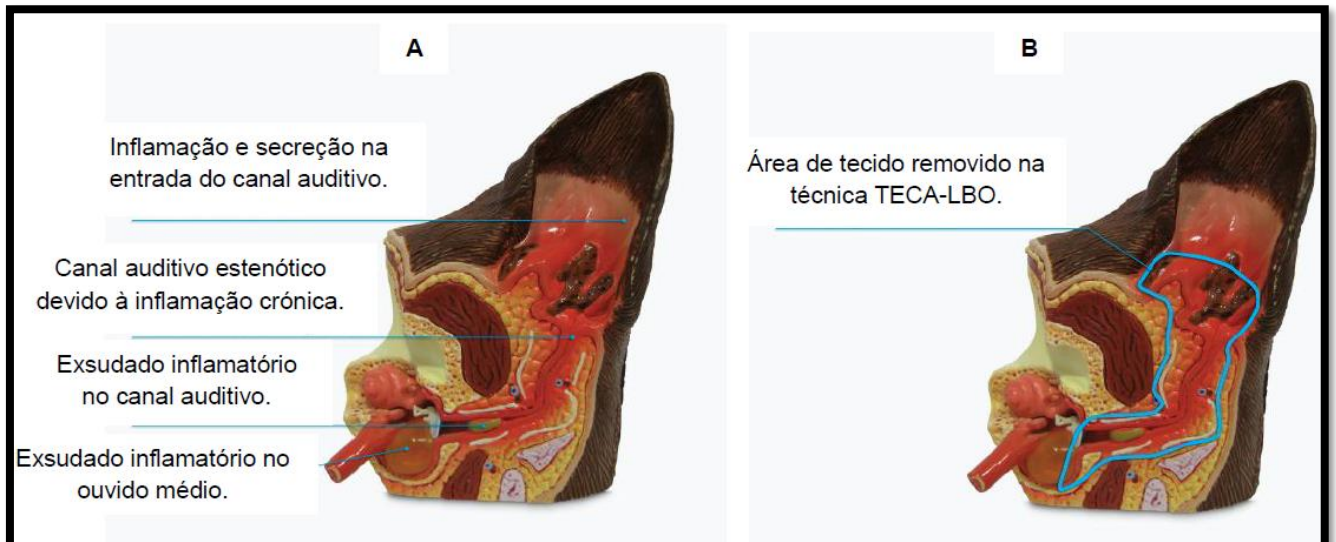 A
Inflamação e secreção na
entrada do canal auditivo.
Canal auditivo estenótico
devido à inflamação crónica.
Exsudado inflamatório
no canal auditivo.
Exsudado inflamatório no
ouvido médio.
B
Área de tecido removido na
técnica TECA-LBO.